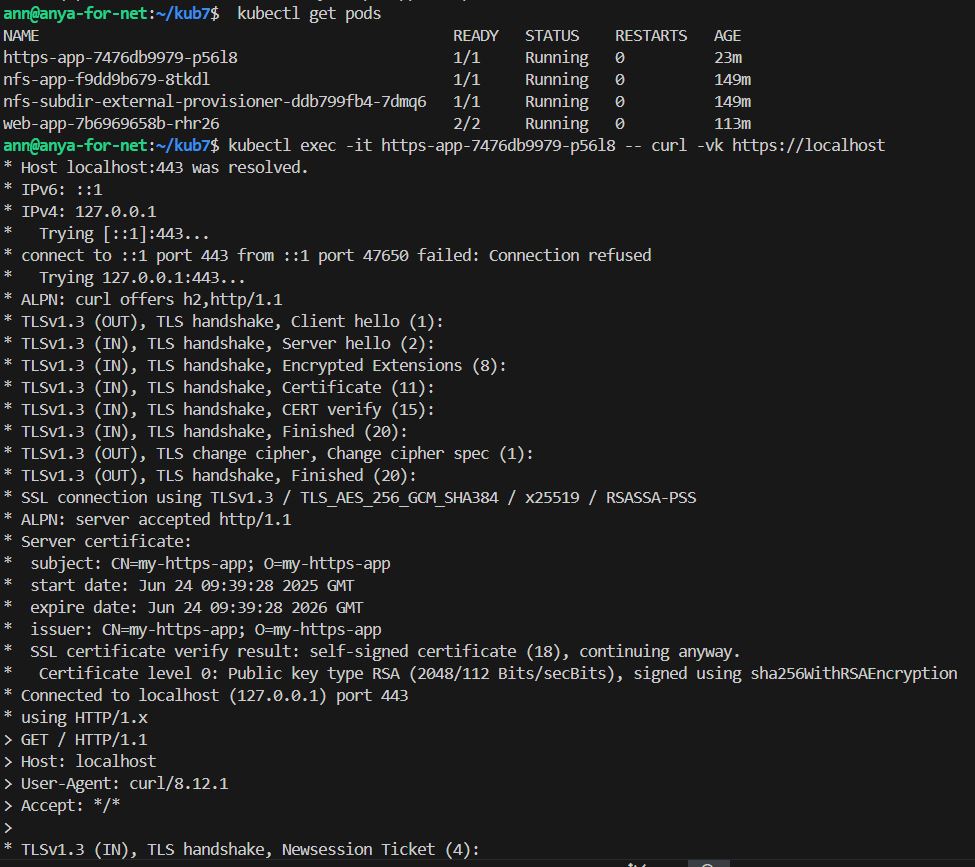 ann@anya-for-net:~/kub7$ kubectl get pods
NAME READY STATUS RESTARTS AGE
https-app-7476db9979-p56l8 1/1 Running 0 23m
nfs-app-f9dd9b679-8tkdl 1/1 Running 0 149m
nfs-subdir-external-provisioner-ddb799fb4-7dmq6 1/1 Running 0 149m
web-app-7b6969658b-rhr26 2/2 Running 0 113m
ann@anya-for-net:~/kub7$ kubectl exec -it https-app-7476db9979-p56l8 -- curl -vk https://localhost
* Host localhost:443 was resolved.
* IPv6: ::1
* IPv4: 127.0.0.1
*   Trying [::1]:443...
* connect to ::1 port 443 from ::1 port 47650 failed: Connection refused
*   Trying 127.0.0.1:443...
* ALPN: curl offers h2,http/1.1
* TLSv1.3 (OUT), TLS handshake, Client hello (1):
* TLSv1.3 (IN), TLS handshake, Server hello (2):
* TLSv1.3 (IN), TLS handshake, Encrypted Extensions (8):
* TLSv1.3 (IN), TLS handshake, Certificate (11):
* TLSv1.3 (IN), TLS handshake, CERT verify (15):
* TLSv1.3 (IN), TLS handshake, Finished (20):
* TLSv1.3 (OUT), TLS change cipher, Change cipher spec (1):
* TLSv1.3 (OUT), TLS handshake, Finished (20):
* SSL connection using TLSv1.3 / TLS_AES_256_GCM_SHA384 / x25519 / RSASSA-PSS
* ALPN: server accepted http/1.1
* Server certificate:
*  subject: CN=my-https-app; O=my-https-app
*  start date: Jun 24 09:39:28 2025 GMT
*  expire date: Jun 24 09:39:28 2026 GMT
*  issuer: CN=my-https-app; O=my-https-app
*  SSL certificate verify result: self-signed certificate (18), continuing anyway.
*   Certificate level 0: Public key type RSA (2048/112 Bits/secBits), signed using sha256WithRSAEncryption
* Connected to localhost (127.0.0.1) port 443
* using HTTP/1.x
> GET / HTTP/1.1
> Host: localhost
> User-Agent: curl/8.12.1
> Accept: */*
>
* TLSv1.3 (IN), TLS handshake, Newsession Ticket (4):